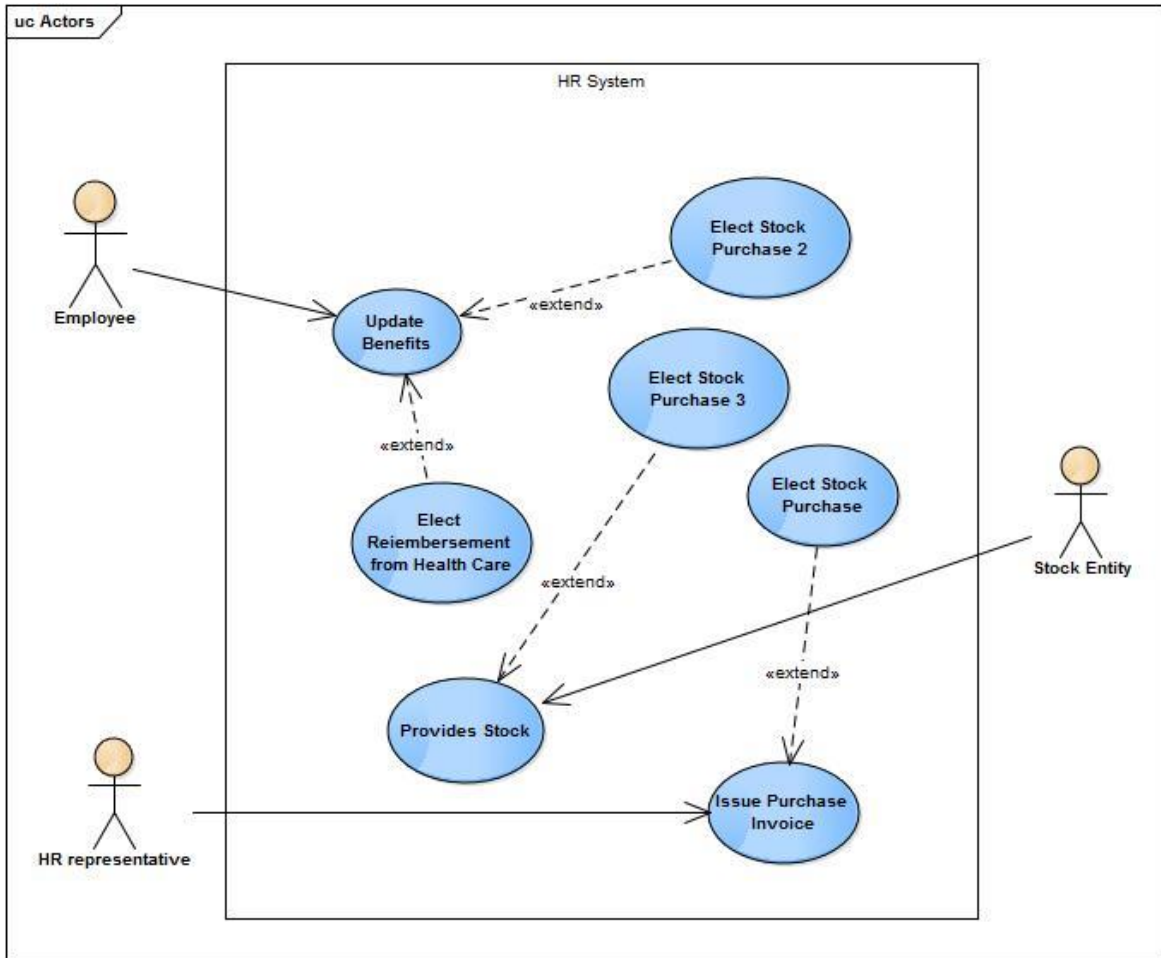 uc Actors
HR System
Elect Stock
Purchase 2
«extend»
Employee
Update
Benefits
Elect Stock
Purchase 3
«extend»
Elect Stock
Purchase
Elect
Reiembersement
from Health Care
Stock Entity
«extend»
«extend»
Provides Stock
Issue Purchase
Invoice
HR representative